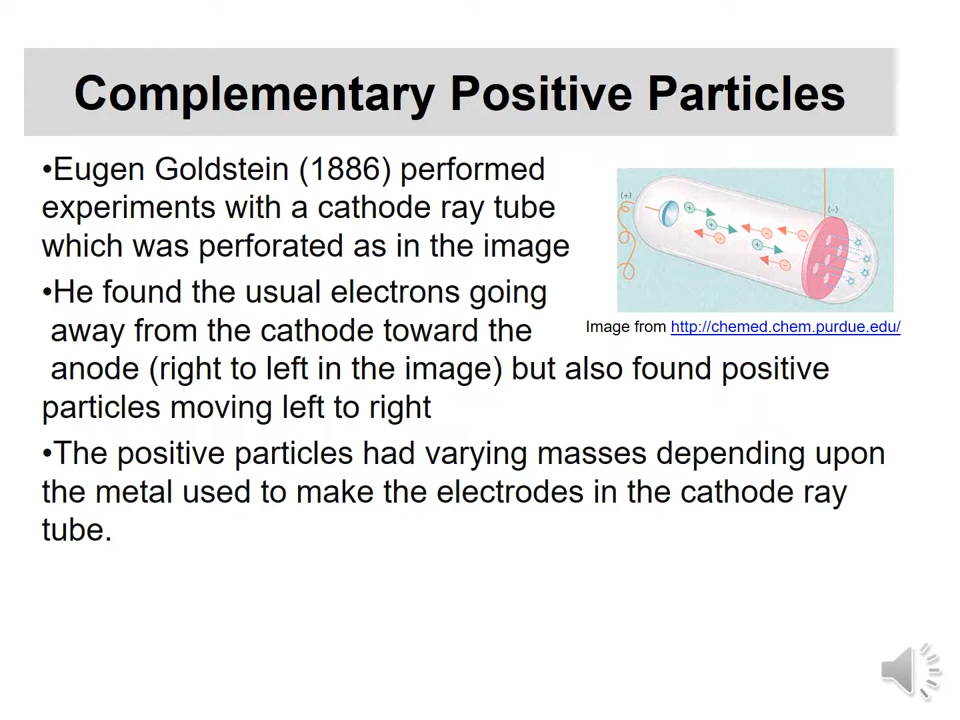 Complementary Positive Particles
•Eugen Goldstein (1886) performed
experiments with a cathode ray tube
which was perforated as in the image
(+)
(-)
•He found the usual electrons going
away from the cathode toward the
Image from http://chemed.chem.purdue.edu/
anode (right to left in the image) but also found positive
particles moving left to right
•The positive particles had varying masses depending upon
the metal used to make the electrodes in the cathode ray
tube.